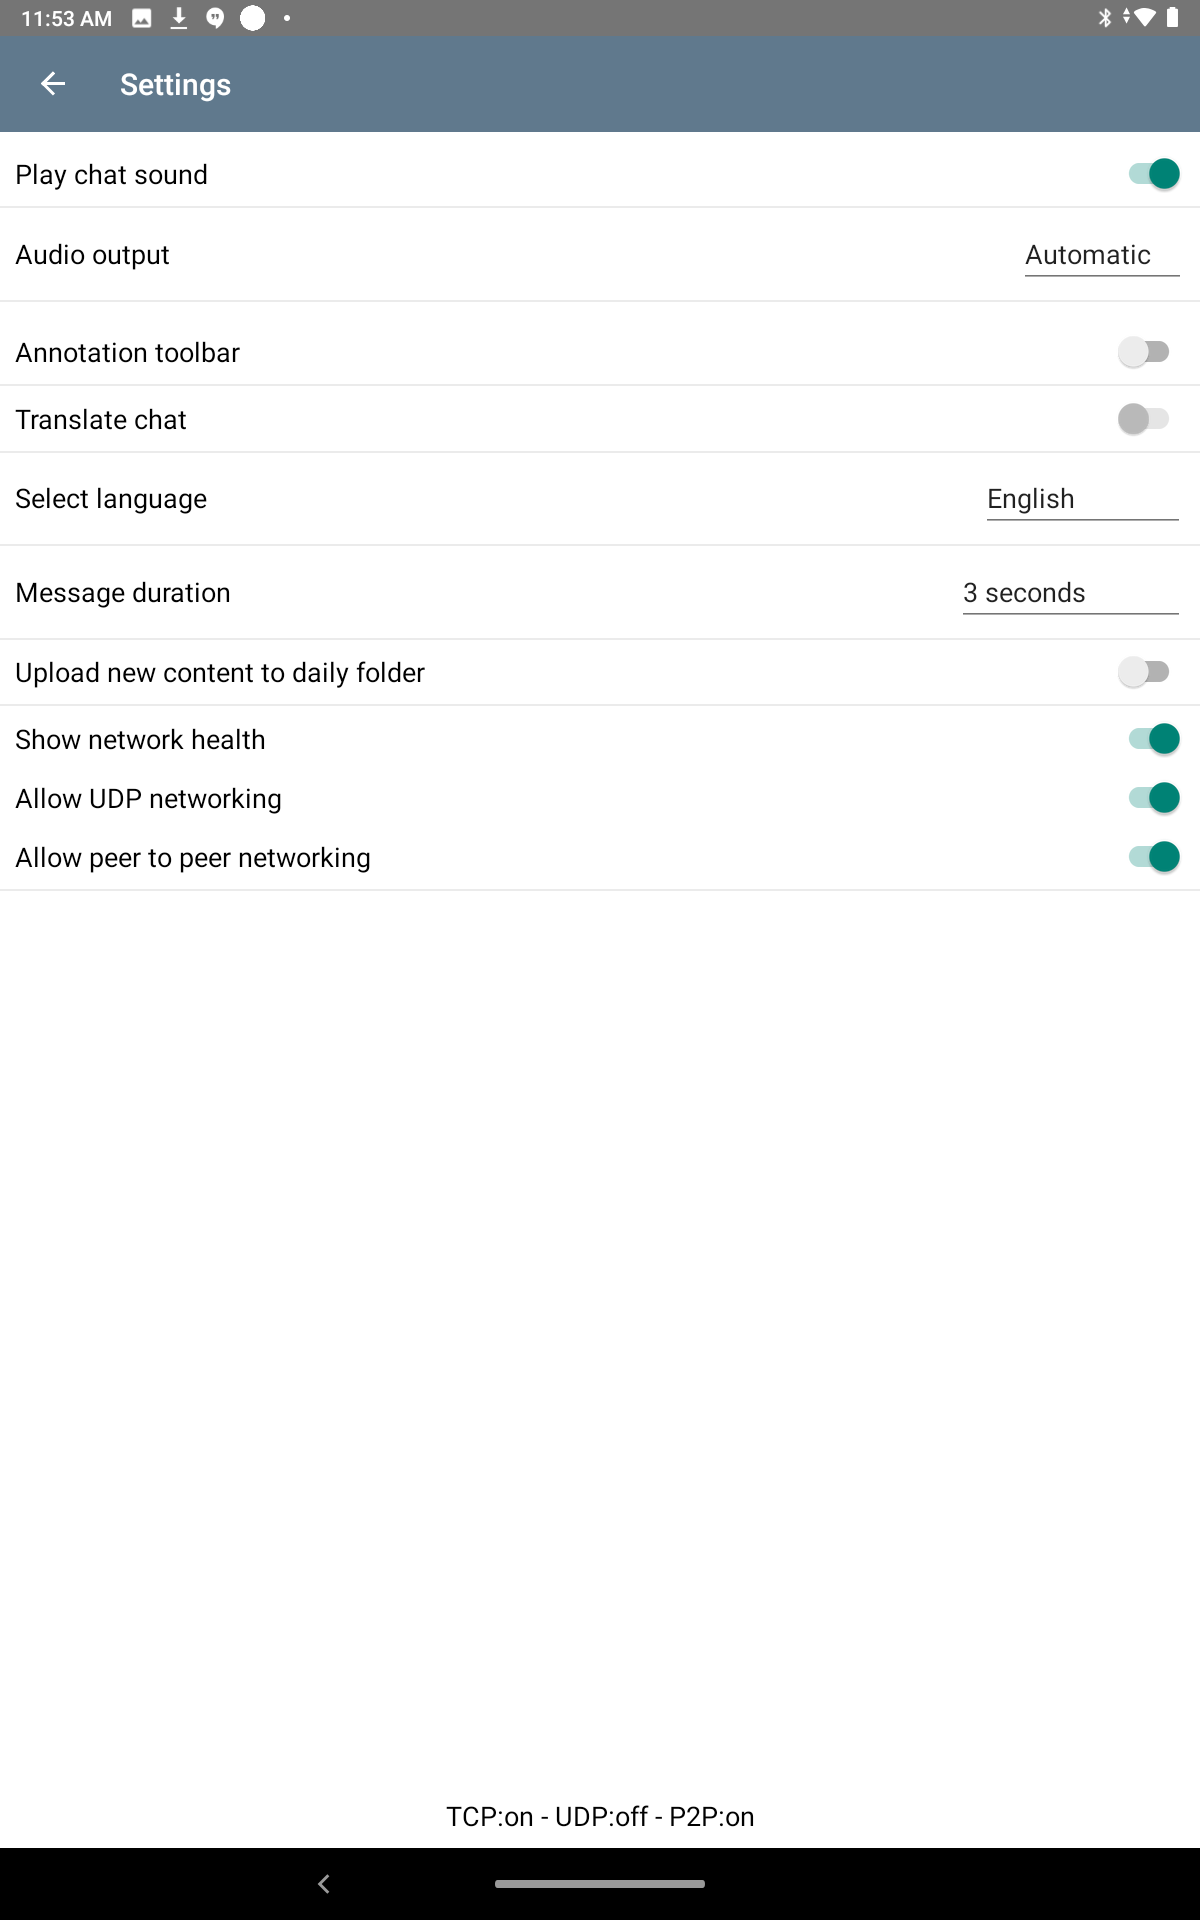 11:53 AM
Settings
Play chat sound
Audio output
Automatic
Annotation toolbar
Translate chat
Select language
English
Message duration
3 seconds
Upload new content to daily folder
Show network health
Allow UDP networking
Allow peer to peer networking
TCP:on - UDP:off - P2P:on